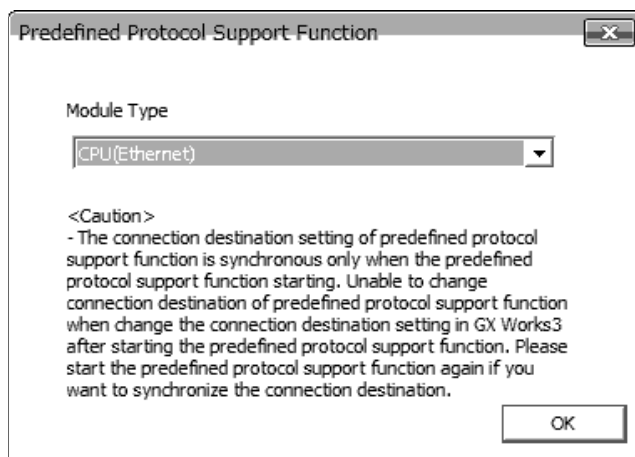 Predefined Protocol Support Function
Module Type
CPU(Ethernet)
<Caution>
- The connection destination setting of predefined protocol
support function is synchronous only when the predefined
protocol support function starting. Unable to change
connection destination of predefined protocol support function
when change the connection destination setting in GX Works3
after starting the predefined protocol support function. Please
start the predefined protocol support function again if you
want to synchronize the connection destination.
OK